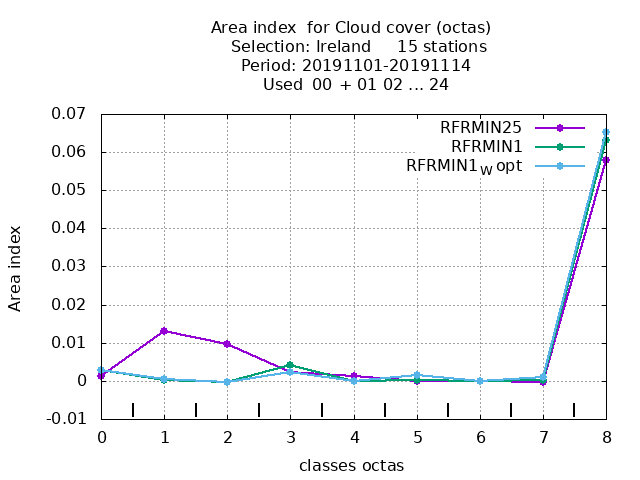 Area index  for Cloud cover (octas)
Selection: Ireland     15 stations
Period: 20191101-20191114
Used  00  + 01 02 ... 24
RFRMIN25
RFRMIN1
RFRMIN1W opt
0.07
0.06
0.05
0.04
0.03
0.02
0.01
0
-0.01
Area index
0 1 2 3 4 5 6 7 8
classes octas